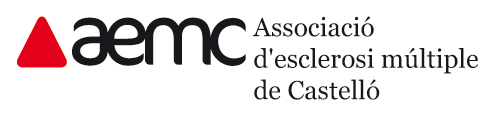 aemc
Associació
d'esclerosi múltiple
de Castelló